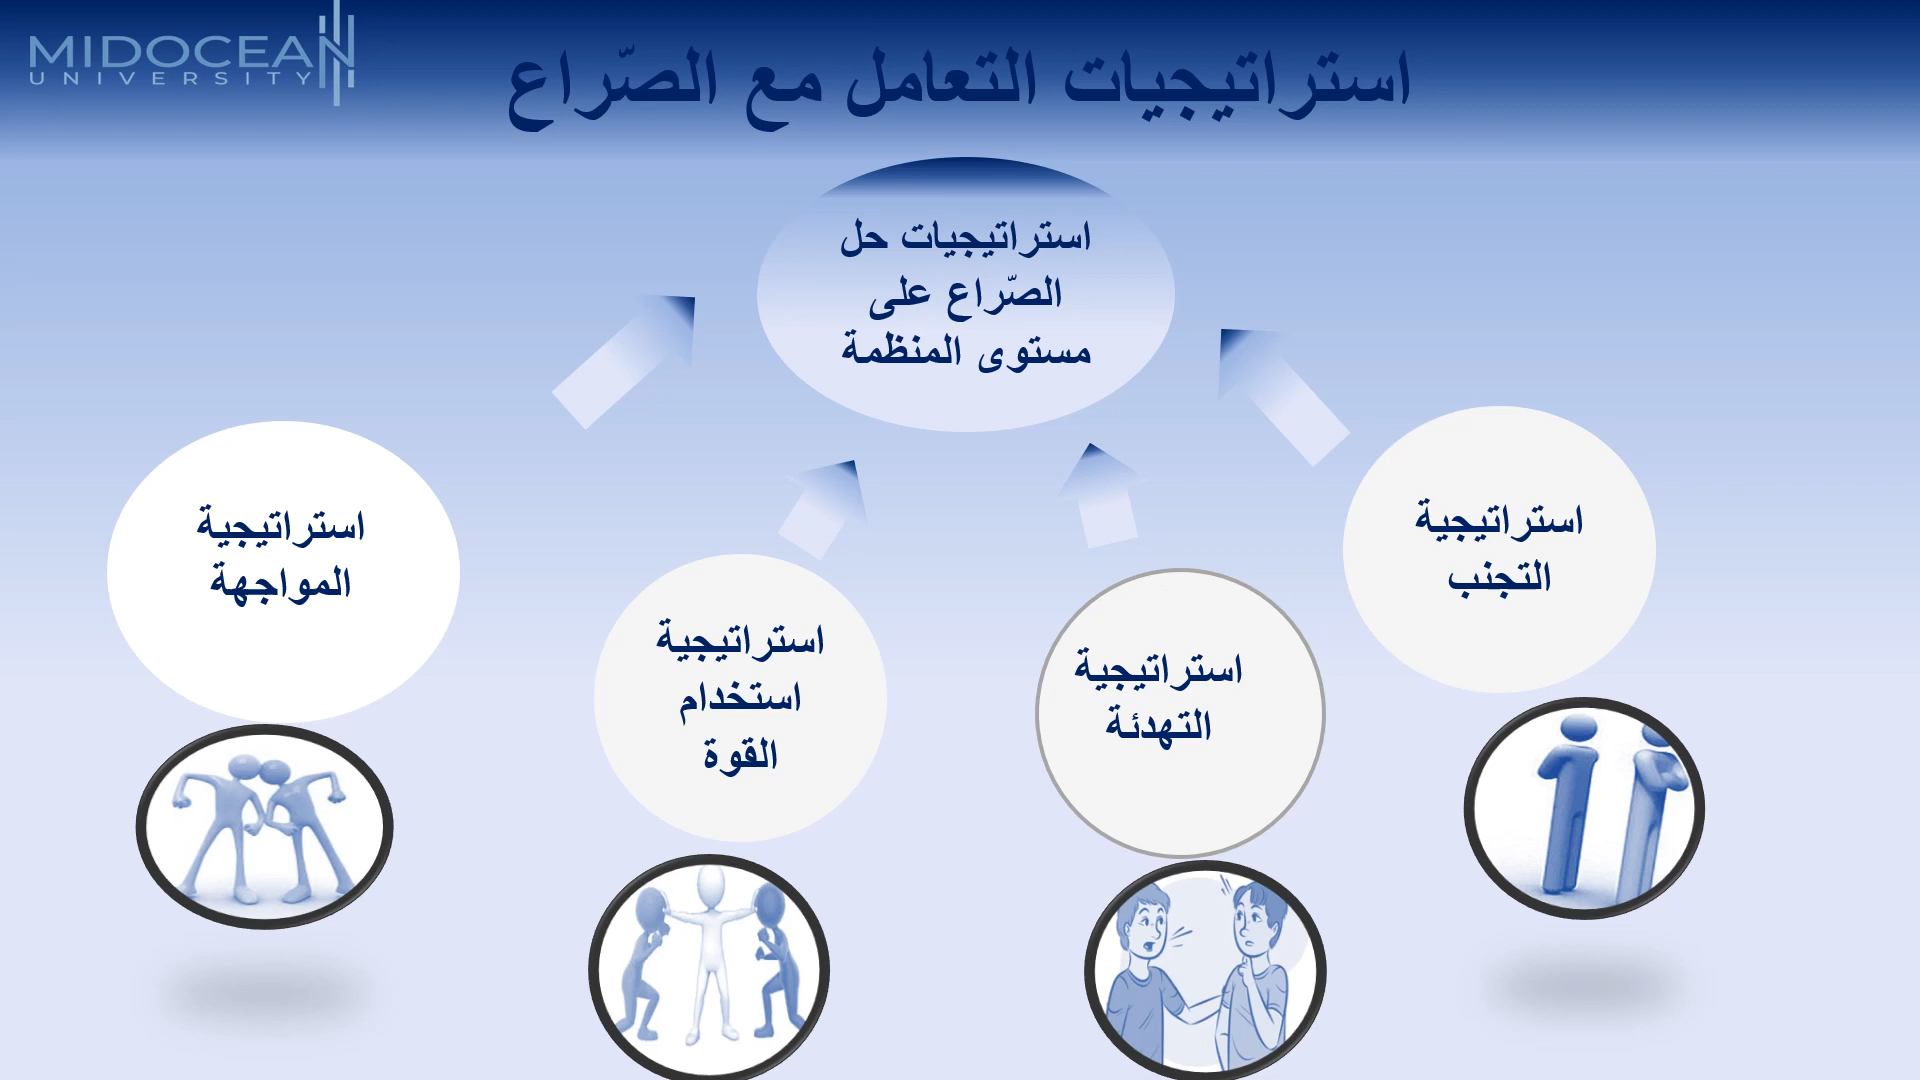 MIDOCEAN
UNIVERSITY
استراتيجيات التعامل مع الصّراع
استراتيجيات حل
الصّراع على
مستوى المنظمة
استراتيجية
التجنب
استراتيجية
التهدئة
استراتيجية
استخدام
القوة
استراتيجية
المواجهة